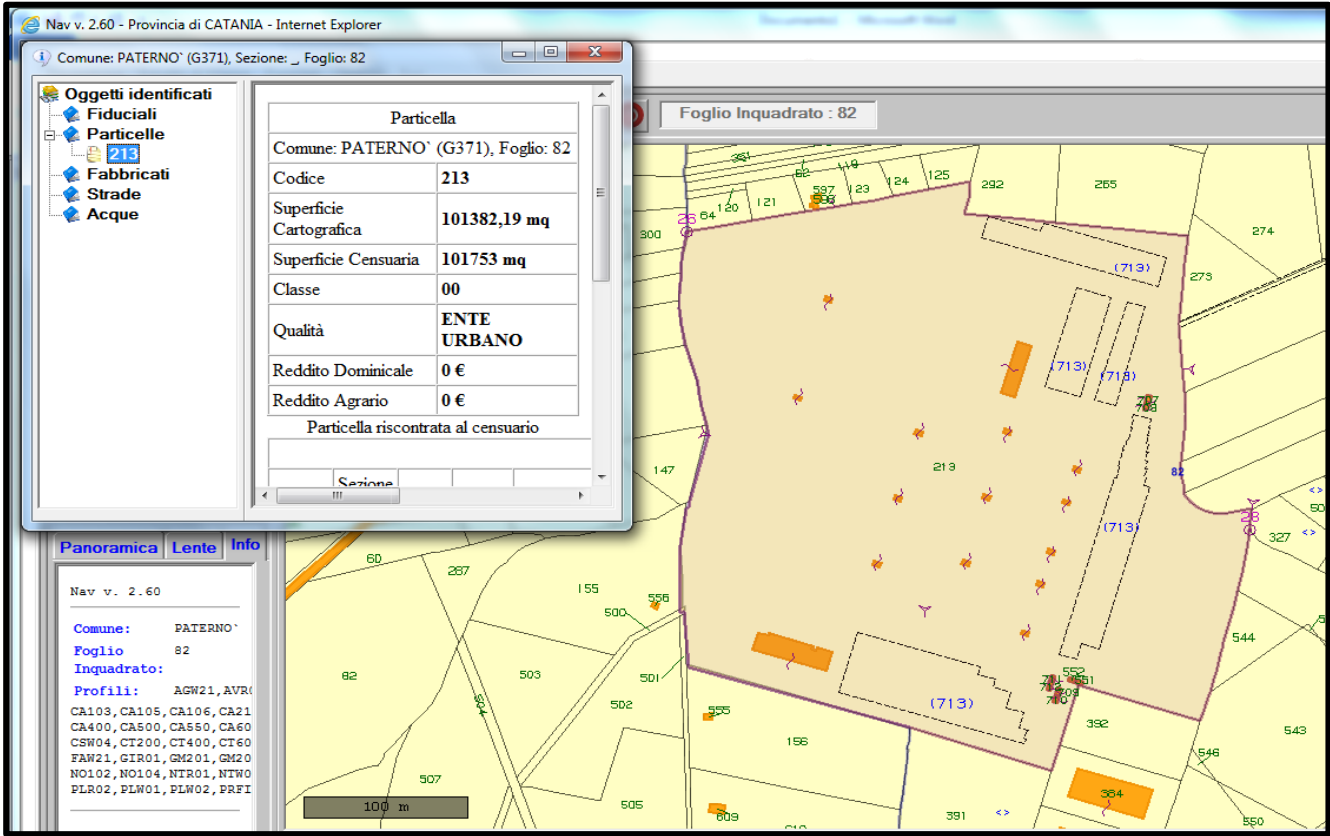 Nav v. 2.60 - Provincia di CATANIA - Internet Explorer
Comune: PATERNO` (G371), Sezione: _, Foglio: 82
Oggetti identificati
Fiduciali
Particelle
213
Fabbricati
Strade
Acque
Particella
Comune: PATERNO` (G371), Foglio: 82
Codice 213
Superficie
Cartografica 101382,19 mq
Superficie Censuaria 101753 mq
Classe 00
Qualità ENTE
URBANO
Reddito Dominicale 0 €
Reddito Agrario 0 €
Particella riscontrata al censuario
Sezione
Foglio Inquadrato : 82
Panoramica Lente Info
Nav v. 2.60
Comune: PATERNO`
Foglio 82
Inquadrato:
Profili: AGW21,AVR
CA103,CA105,CA106,CA21
CA400,CA500,CA550,CA60
CSW04,CT200,CT400,CT60
FAW21,GIR01,GM201,GM20
NO102,NO104,NTR01,NTW0
PLR02,PLW01,PLW02,PRFI
62 119
597 123 124 125 292 265
64 120 121
26
300
274
(713)
273
(713)
(713)
147
213
82
28
327 <>
<>
50
(713)
60
287
155
556
500
544
82
503
501
552
551
504
502
555
(713)
392
543
156
546
507
384
505
609
391 <>
550
100 m